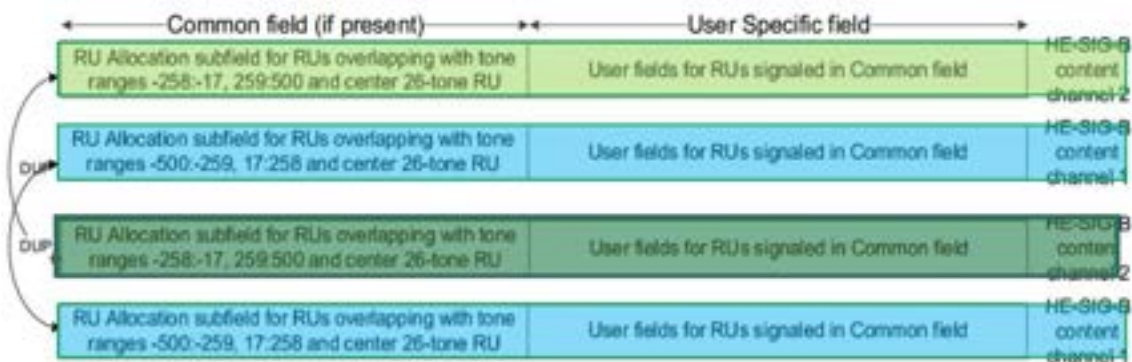 Common field (if present)
User Specific field
RU Allocation subfield for RUs overlapping with tone
ranges -258:-17, 259:500 and center 26-tone RU
User fields for RUs signaled in Common field
HE-SIG-B
content
channel 2
RU Allocation subfield for RUs overlapping with tone
ranges -500:-259, 17:258 and center 26-tone RU
User fields for RUs signaled in Common field
HE-SIG-B
content
channel 1
DUP
RU Allocation subfield for RUs overlapping with tone
ranges -258:-17, 259:500 and center 26-tone RU
User fields for RUs signaled in Common field
HE-SIG-B
content
channel 2
DUP
RU Allocation subfield for RUs overlapping with tone
ranges -500:-259, 17:258 and center 26-tone RU
User fields for RUs signaled in Common field
HE-SIG-B
content
channel 1